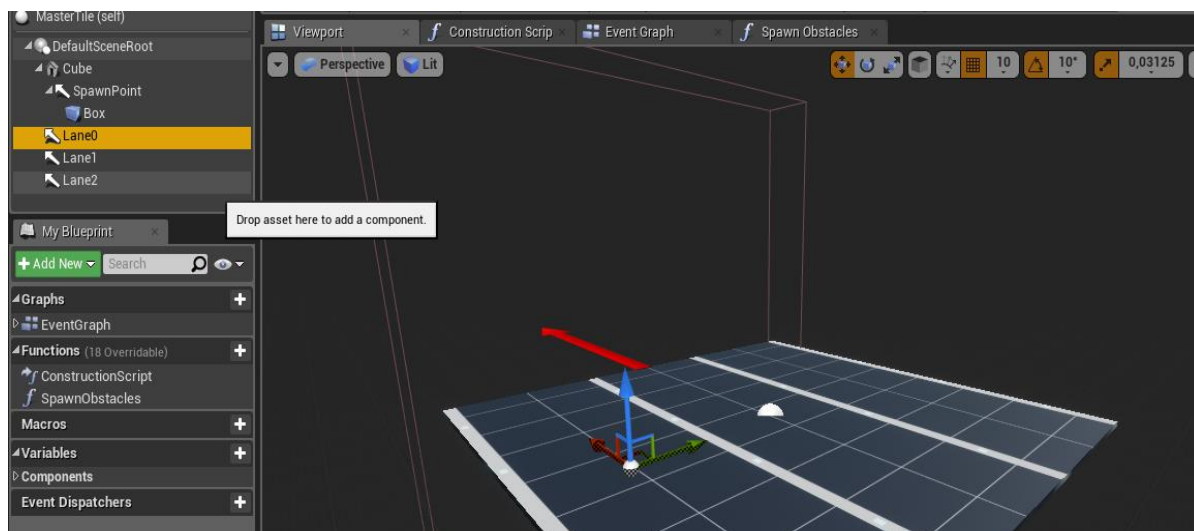 MasterTile (self)
DefaultSceneRoot
Cube
SpawnPoint
Box
Lane0
Lane1
Lane2
Drop asset here to add a component.
My Blueprint
Add New Search
Graphs
EventGraph
Functions (18 Overridable)
ConstructionScript
SpawnObstacles
Macros
Variables
Components
Event Dispatchers
Viewport f Construction Scrip Event Graph f Spawn Obstacles
Perspective Lit 10 10° 0,03125